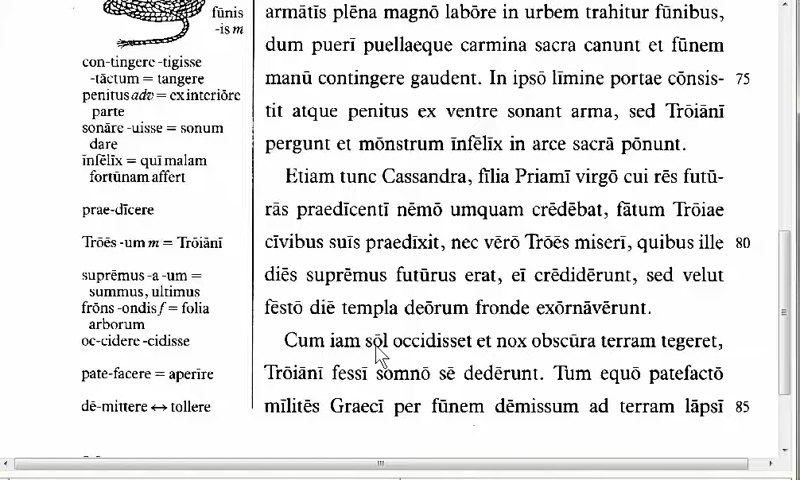 fūnis
-is m
con-tingere -tigisse
-tāctum = tangere
penitus adv = ex interiōre
parte
sonāre -uisse = sonum
dare
īnfēlīx = quī malam
fortūnam affert
prae-dīcere
Trōēs -um m = Trōiānī
suprēmus -a -um =
summus, ultimus
frōns -ondis f = folia
arborum
oc-cidere -cidisse
pate-facere = aperīre
dē-mittere ↔ tollere
armātīs plēna magnō labōre in urbem trahitur fūnibus,
dum puerī puellaeque carmina sacra canunt et fūnem
manū contingere gaudent. In ipsō līmine portae cōnsis- 75
tit atque penitus ex ventre sonant arma, sed Trōiānī
pergunt et mōnstrum īnfēlīx in arce sacrā pōnunt.
Etiam tunc Cassandra, fīlia Priamī virgō cui rēs futū-
rās praedīcentī nēmō umquam crēdēbat, fātum Trōiae
cīvibus suīs praedīxit, nec vērō Trōēs miserī, quibus ille 80
diēs suprēmus futūrus erat, eī crēdidērunt, sed velut
fēstō diē templa deōrum fronde exōrnāvērunt.
Cum iam sōl occidisset et nox obscūra terram tegeret,
Trōiānī fessī somnō sē dedērunt. Tum equō patefactō
mīlitēs Graecī per fūnem dēmissum ad terram lāpsī 85